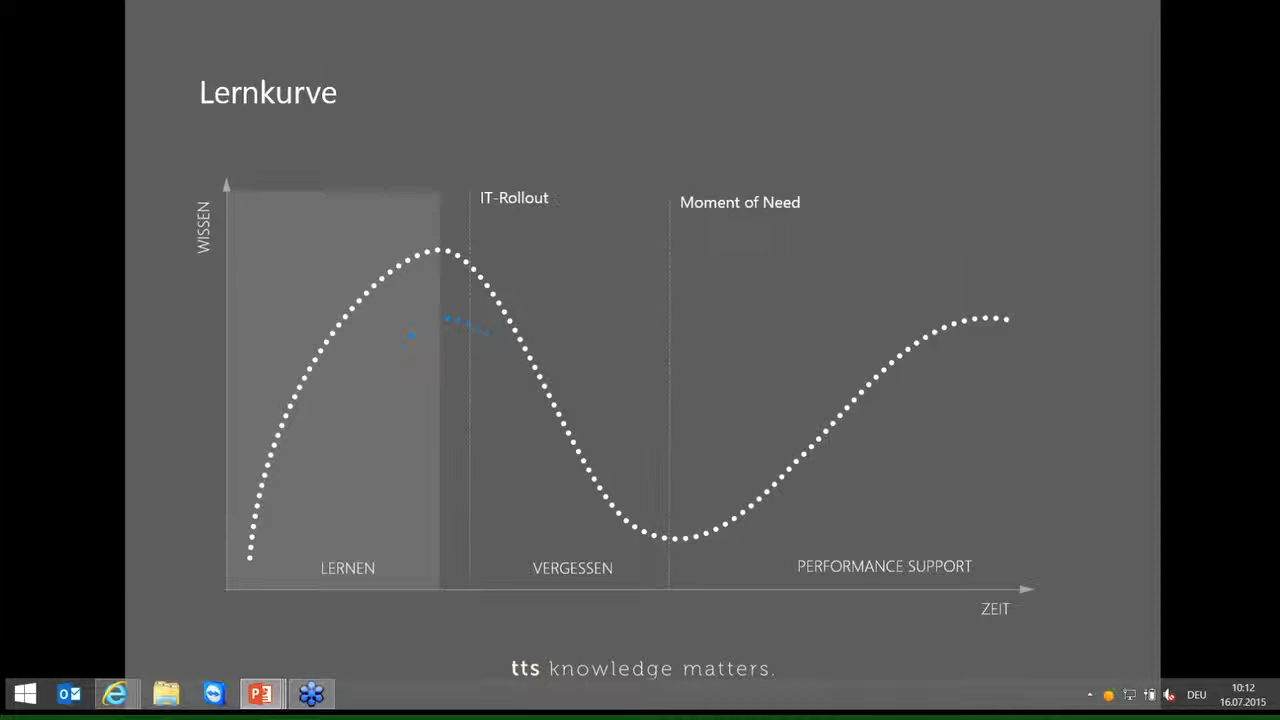 Lernkurve
WISSEN
IT-Rollout
Moment of Need
LERNEN
VERGESSEN
PERFORMANCE SUPPORT
ZEIT
tts knowledge matters.
DEU
10:12
16.07.2015